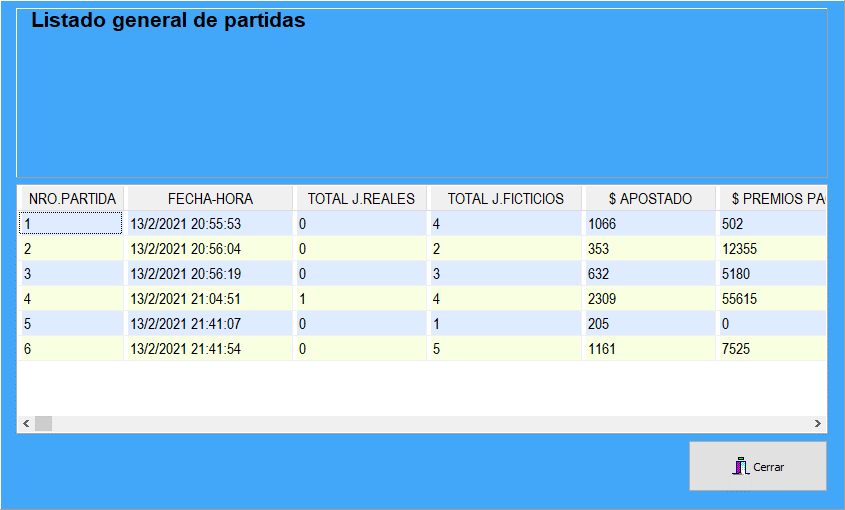 Listado general de partidas
NRO.PARTIDA FECHA-HORA TOTAL J.REALES TOTAL J.FICTICIOS $ APOSTADO $ PREMIOS PA
1 13/2/2021 20:55:53 0 4 1066 502
2 13/2/2021 20:56:04 0 2 353 12355
3 13/2/2021 20:56:19 0 3 632 5180
4 13/2/2021 21:04:51 1 4 2309 55615
5 13/2/2021 21:41:07 0 1 205 0
6 13/2/2021 21:41:54 0 5 1161 7525
Cerrar